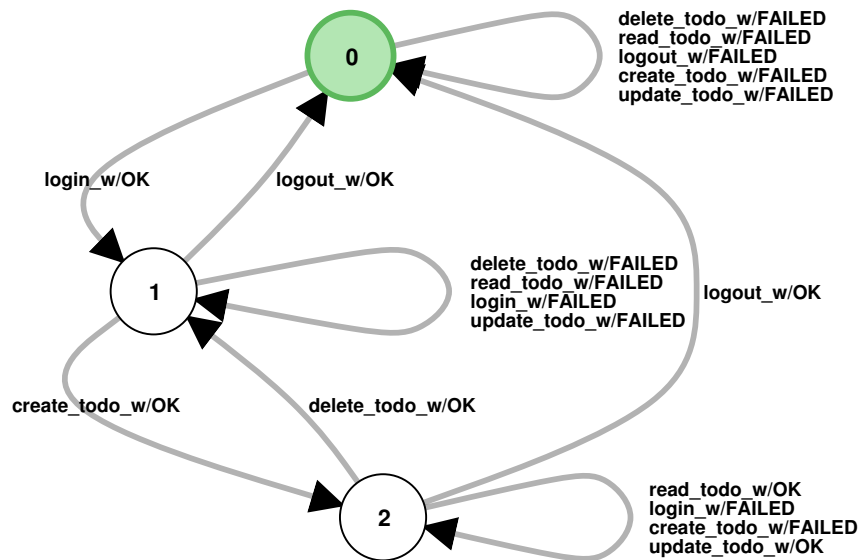 0
delete_todo_w/FAILED
read_todo_w/FAILED
logout_w/FAILED
create_todo_w/FAILED
update_todo_w/FAILED
login_w/OK
logout_w/OK
1
delete_todo_w/FAILED
read_todo_w/FAILED
login_w/FAILED
update_todo_w/FAILED
logout_w/OK
create_todo_w/OK
delete_todo_w/OK
2
read_todo_w/OK
login_w/FAILED
create_todo_w/FAILED
update_todo_w/OK